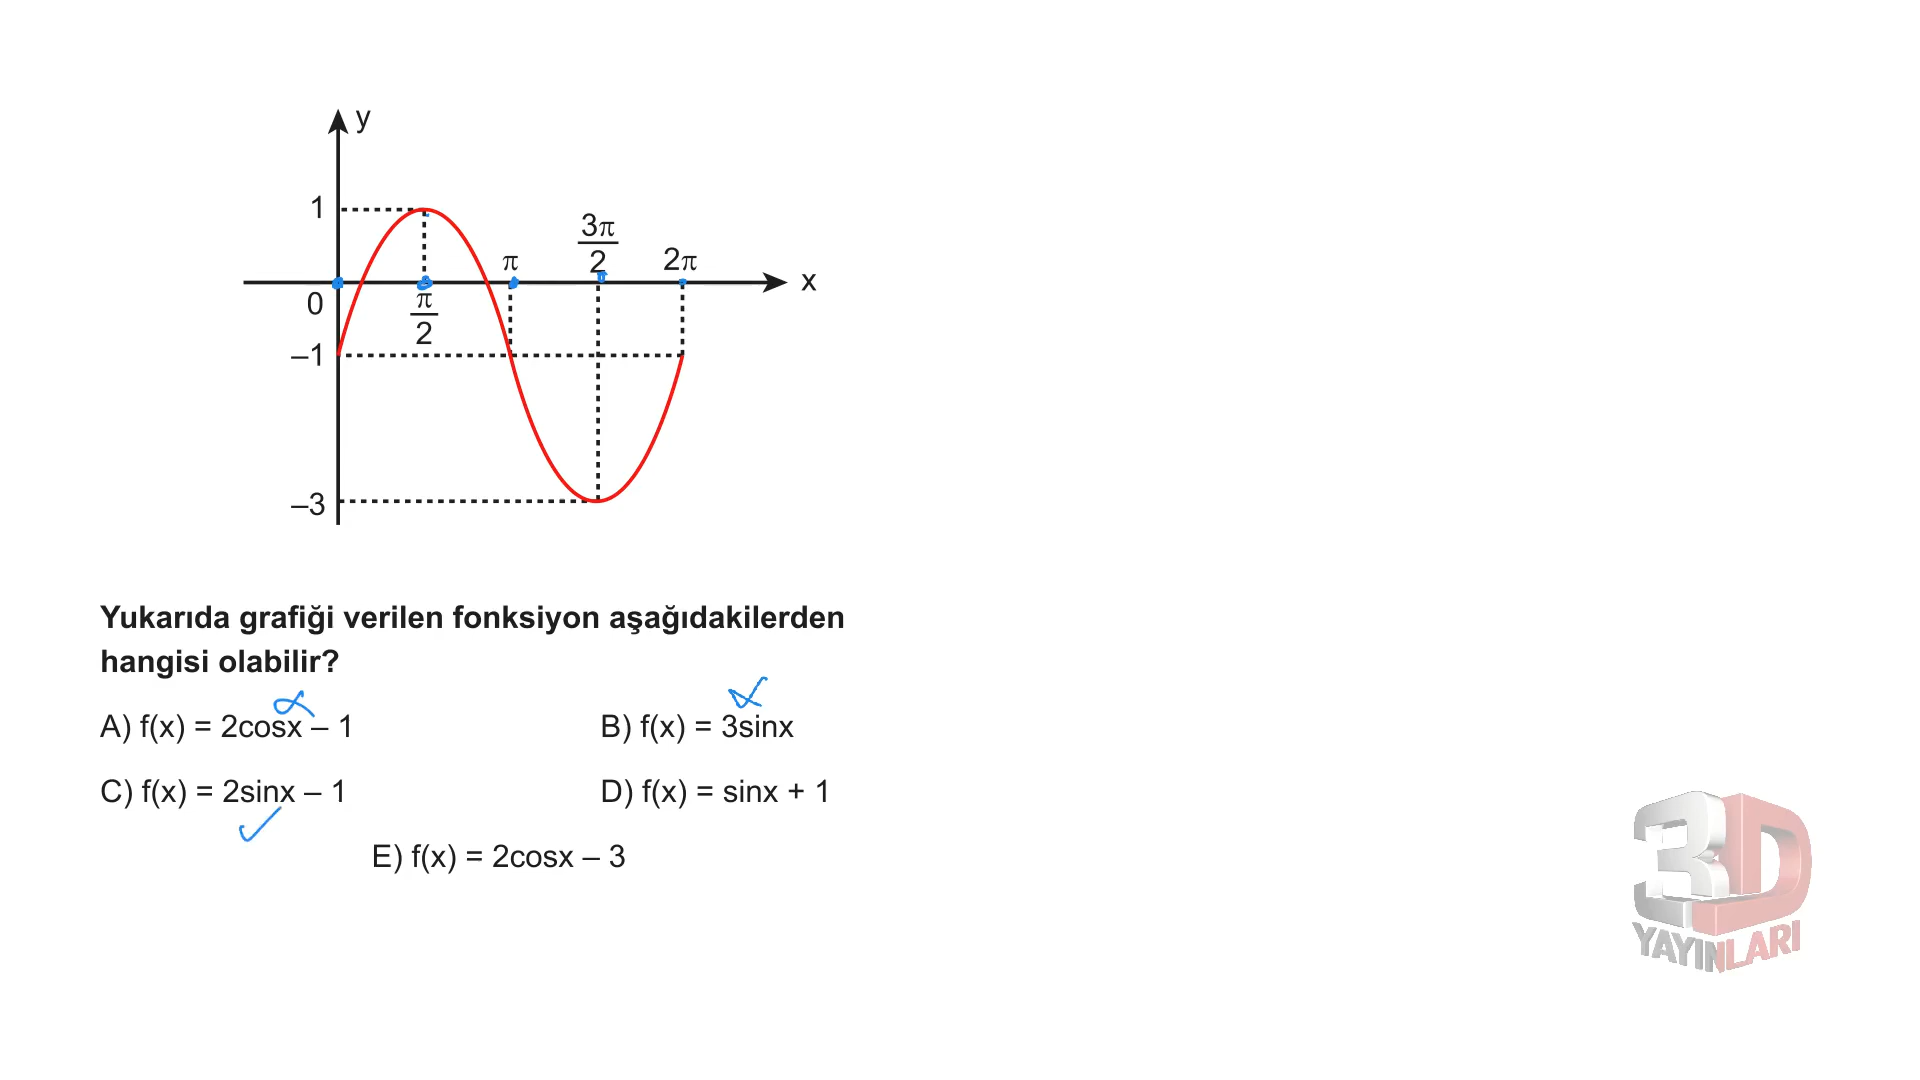 y
1
3π
2
π
2π
x
0
π
2
–1
–3
Yukarıda grafiği verilen fonksiyon aşağıdakilerden
hangisi olabilir?
A) f(x) = 2cosx – 1
B) f(x) = 3sinx
C) f(x) = 2sinx – 1
D) f(x) = sinx + 1
E) f(x) = 2cosx – 3
3D
YAYINLARI